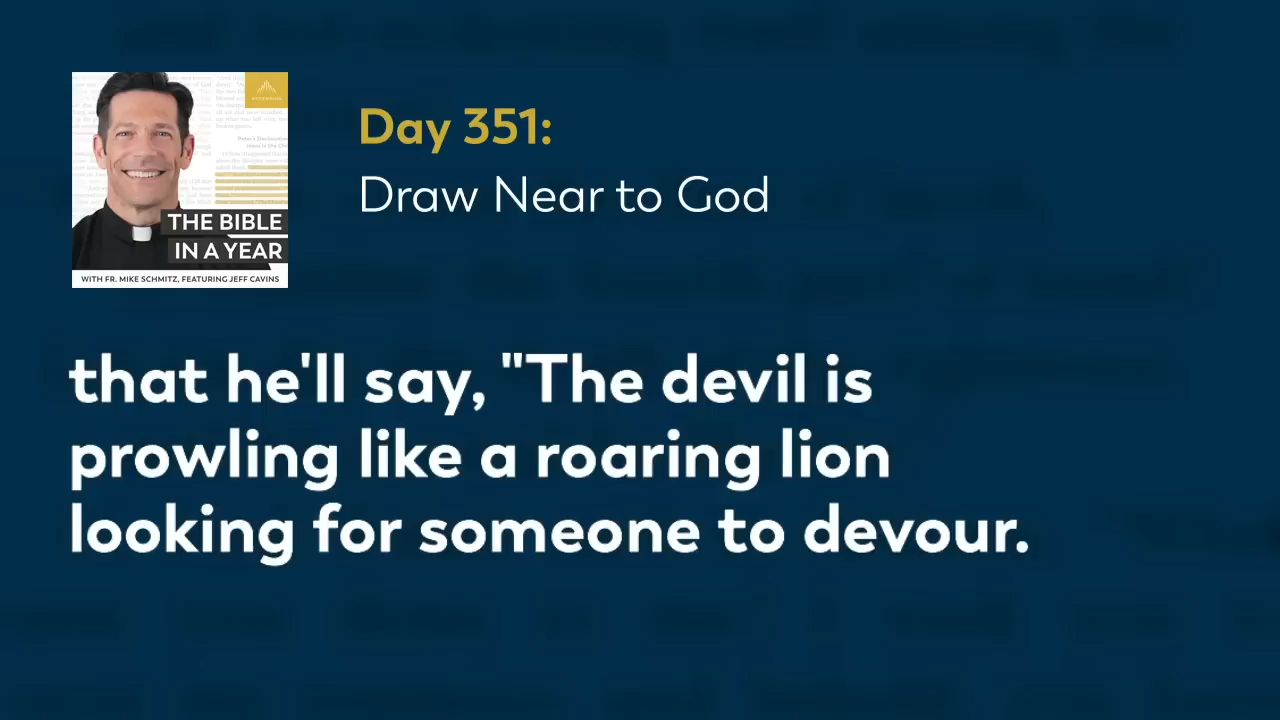 Day 351:
Draw Near to God
THE BIBLE
IN A YEAR
WITH FR. MIKE SCHMITZ, FEATURING JEFF CAVINS
that he'll say, "The devil is
prowling like a roaring lion
looking for someone to devour.